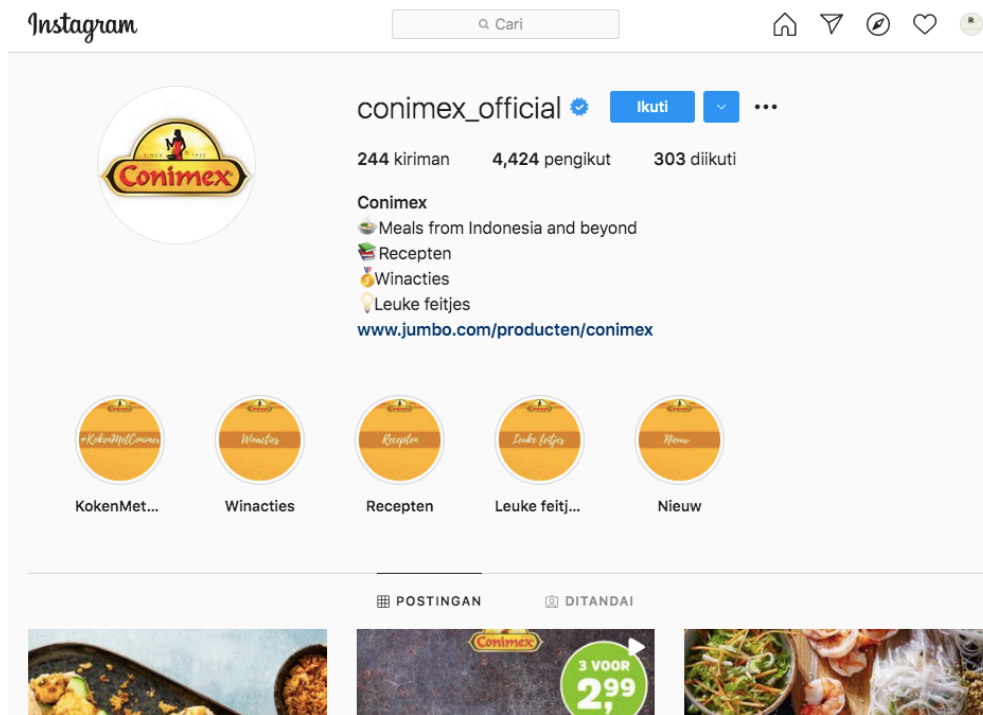 Instagram
Cari
conimex_official
Ikuti
244 kiriman 4,424 pengikut 303 diikuti
SINCE 1932
Conimex
Conimex
Meals from Indonesia and beyond
Recepten
Winacties
Leuke feitjes
www.jumbo.com/producten/conimex
#KokenMetConimex
Winacties
Recepten
Leuke feitjes
Nieuw
KokenMet... Winacties Recepten Leuke feitj... Nieuw
POSTINGAN DITANDAI
Conimex
3 VOOR
2,99